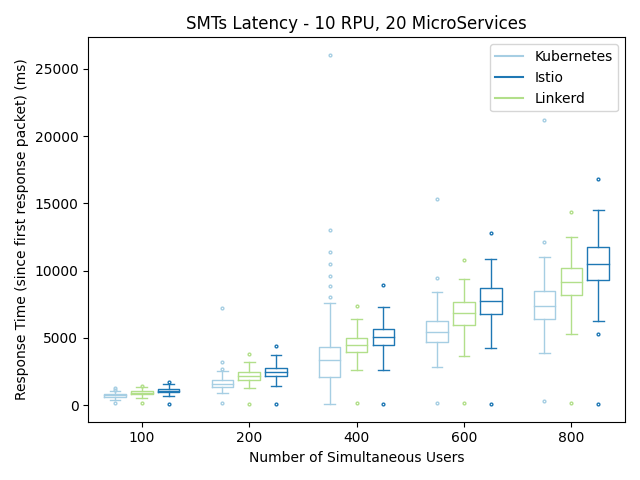 SMTs Latency - 10 RPU, 20 MicroServices
Kubernetes
Istio
Linkerd
Response Time (since first response packet) (ms)
25000
20000
15000
10000
5000
0
100 200 400 600 800
Number of Simultaneous Users